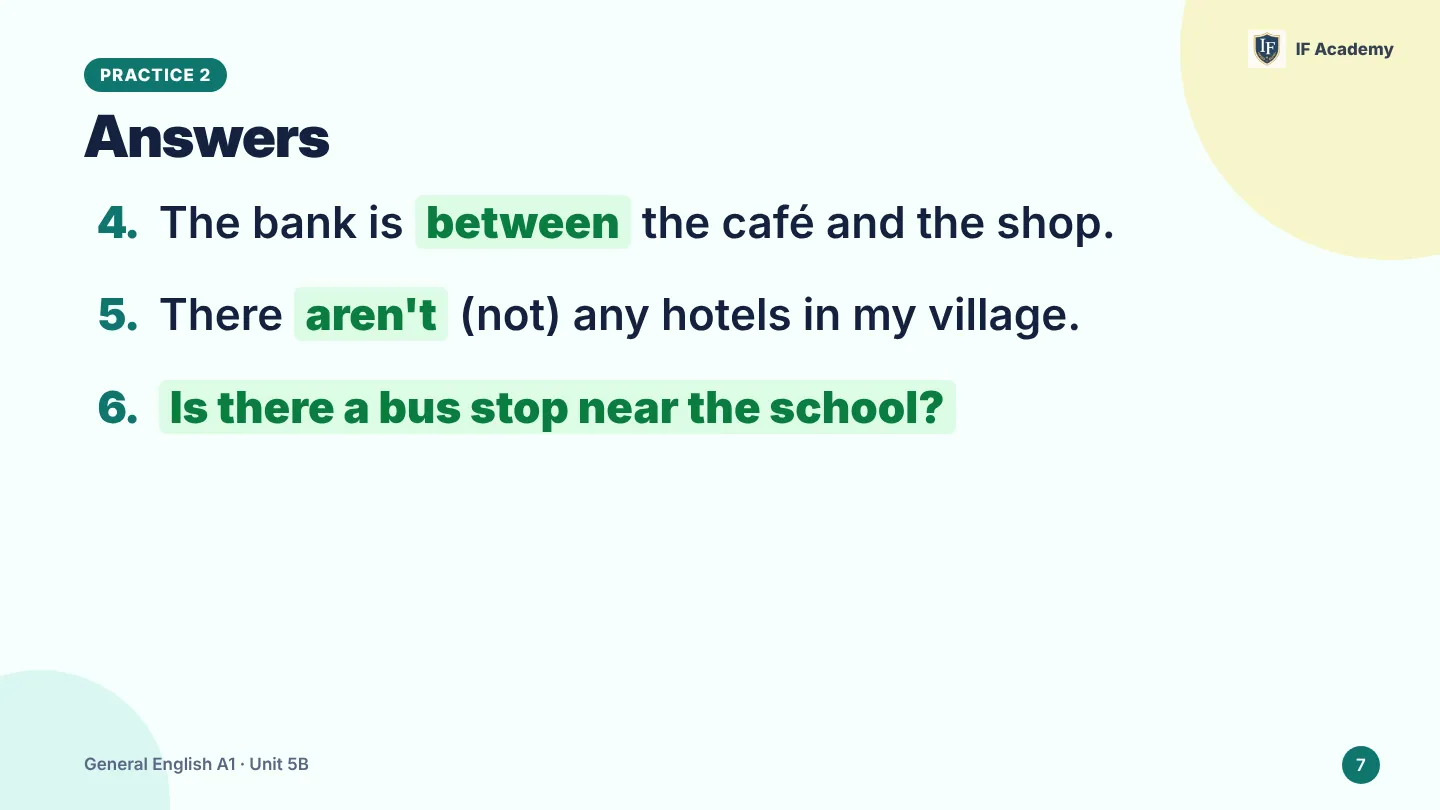 IF IF Academy
PRACTICE 2
Answers
4. The bank is between the café and the shop.
5. There aren't (not) any hotels in my village.
6. Is there a bus stop near the school?
General English A1 · Unit 5B
7